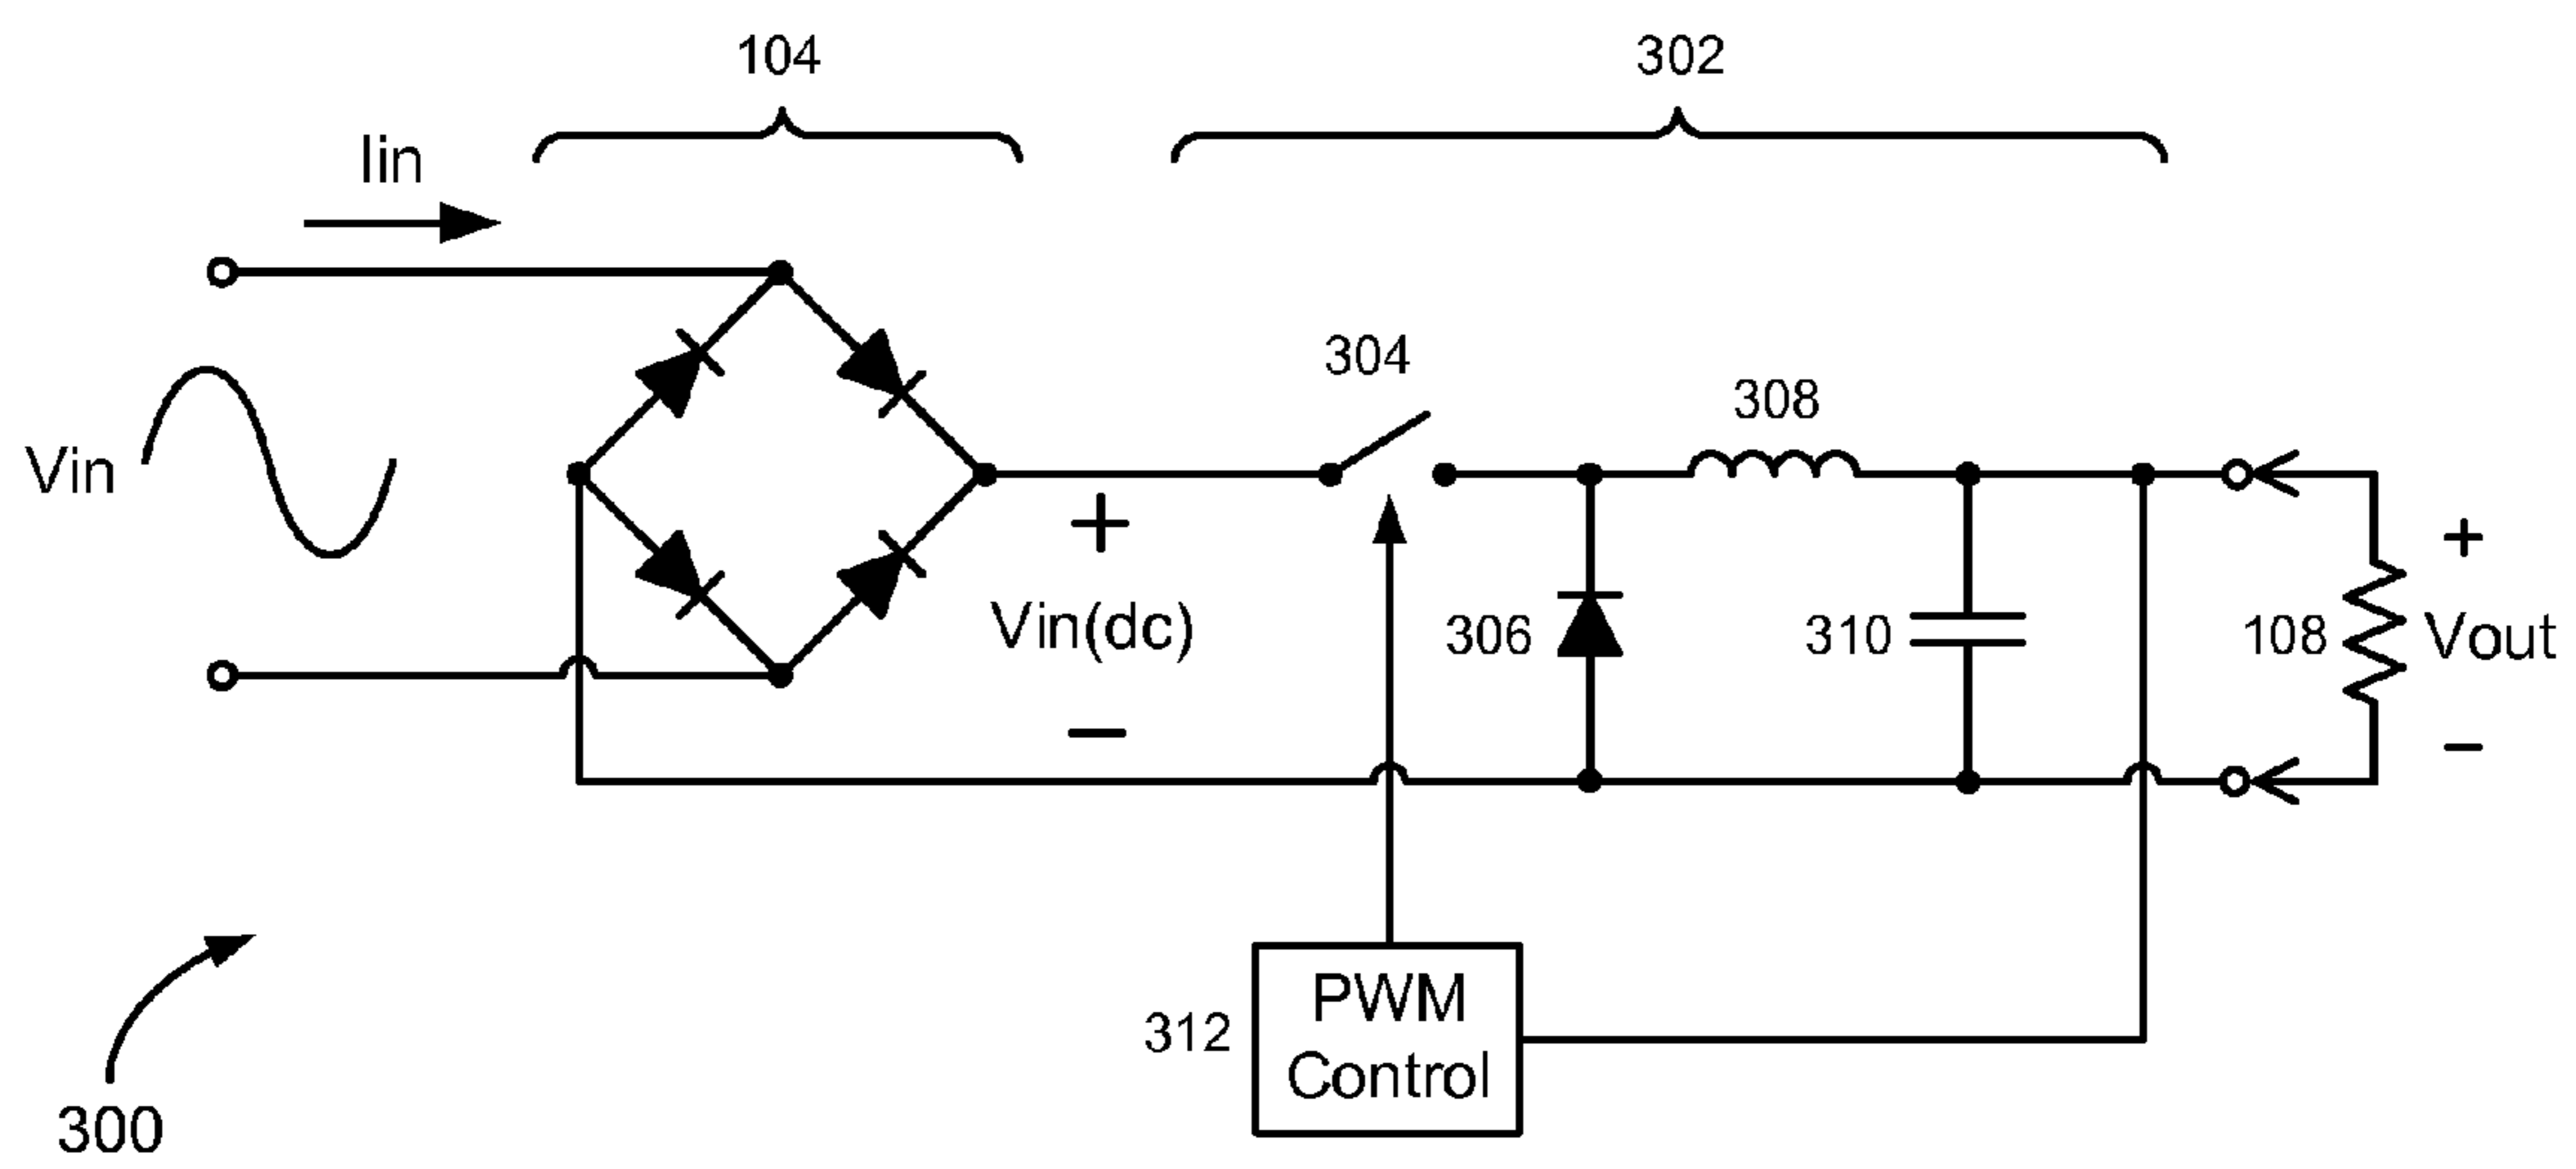 104
302
Iin
304
308
Vin
+
+
Vin(dc)
306
310
108
Vout
−
−
PWM
312
Control
300